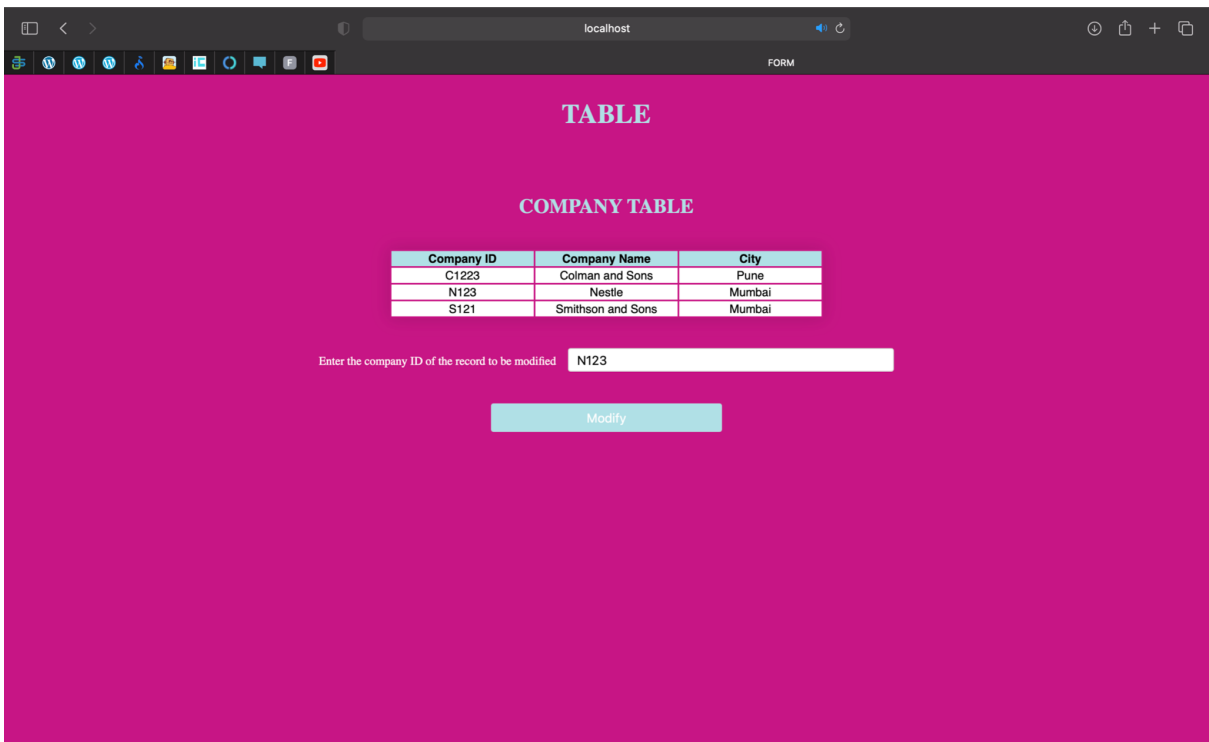 localhost
FORM
TABLE
COMPANY TABLE
Company ID Company Name City
C1223 Colman and Sons Pune
N123 Nestle Mumbai
S121 Smithson and Sons Mumbai
Enter the company ID of the record to be modified N123
Modify